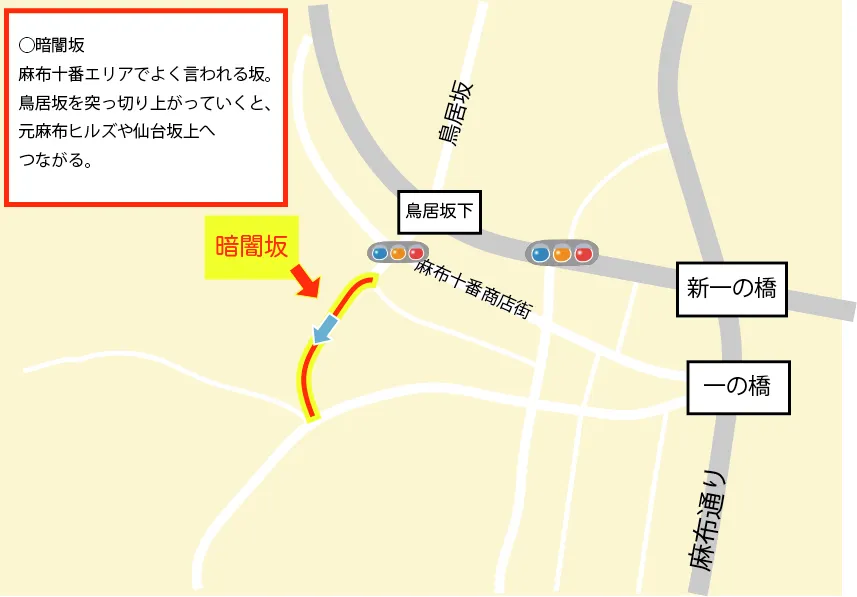 ○暗闇坂
麻布十番エリアでよく言われる坂。
鳥居坂を突っ切り上がっていくと、
元麻布ヒルズや仙台坂上へ
つながる。
鳥居坂
鳥居坂下
暗闇坂
麻布十番商店街
新一の橋
一の橋
麻布通り